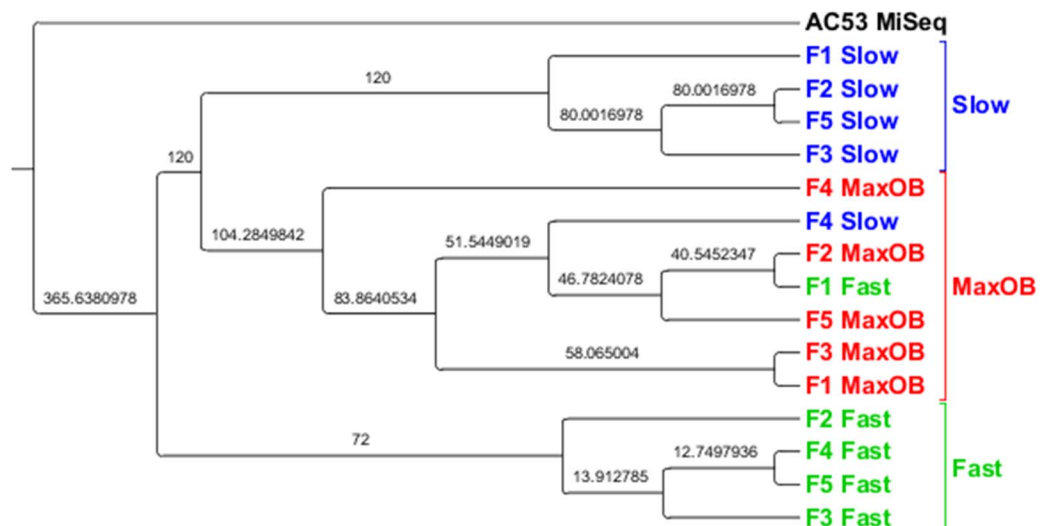 AC53 MiSeq
F1 Slow
120
F2 Slow
80.0016978
80.0016978
F5 Slow
Slow
F3 Slow
120
F4 MaxOB
104.2849842
F4 Slow
51.5449019
F2 MaxOB
40.5452347
46.7824078
F1 Fast
MaxOB
365.6380978
83.8640534
F5 MaxOB
58.065004
F3 MaxOB
F1 MaxOB
F2 Fast
72
12.7497936
F4 Fast
13.912785
F5 Fast
Fast
F3 Fast